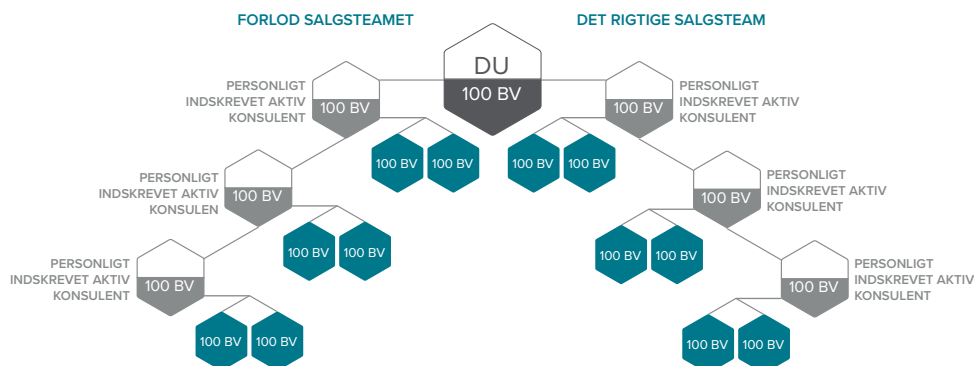 FORLOD SALGSTEAMET
DET RIGTIGE SALGSTEAM
DU
100 BV
PERSONLIGT
INDSKREVET AKTIV
KONSULENT
100 BV
100 BV
PERSONLIGT
INDSKREVET AKTIV
KONSULENT
100 BV
100 BV
100 BV
100 BV
PERSONLIGT
INDSKREVET AKTIV
KONSULEN
100 BV
100 BV
PERSONLIGT
INDSKREVET AKTIV
KONSULENT
100 BV
100 BV
100 BV
100 BV
PERSONLIGT
INDSKREVET AKTIV
KONSULENT
100 BV
100 BV
PERSONLIGT
INDSKREVET AKTIV
KONSULENT
100 BV
100 BV
100 BV
100 BV